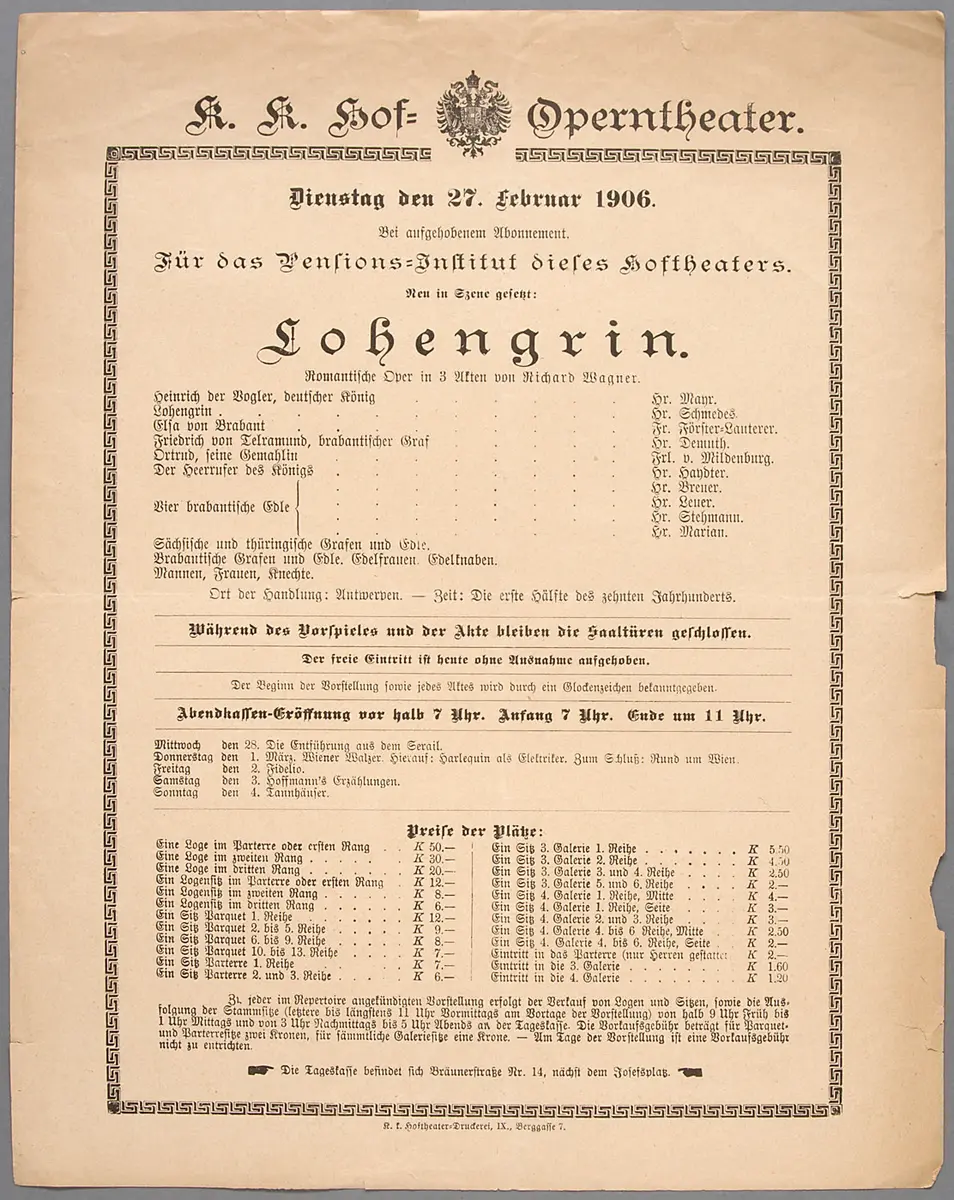 K. K. Hof-Operntheater.
Dienstag den 27. Februar 1906.
Bei aufgehobenem Abonnement.
Für das Pensions-Institut dieses Hoftheaters.
Neu in Szene gesetzt:
Lohengrin.
Romantische Oper in 3 Akten von Richard Wagner.
Heinrich der Vogler, deutscher König . . . . . . Hr. Mayr.
Lohengrin . . . . . . . . . Hr. Schmedes.
Elsa von Brabant . . . . . . . . Fr. Förster-Lauterer.
Friedrich von Telramund, brabantischer Graf . . . . . Hr. Demuth.
Ortrud, seine Gemahlin . . . . . . . Frl. v. Mildenburg.
Der Heerrufer des Königs . . . . . . . Hr. Haydter.
Vier brabantische Edle { . . . . . . . Hr. Breuer.
. . . . . . . Hr. Leuer.
. . . . . . . Hr. Stehmann.
. . . . . . . Hr. Marian.
Sächsische und thüringische Grafen und Edle.
Brabantische Grafen und Edle. Edelfrauen. Edelknaben.
Mannen, Frauen, Knechte.
Ort der Handlung: Antwerpen. — Zeit: Die erste Hälfte des zehnten Jahrhunderts.
Während des Vorspieles und der Akte bleiben die Saaltüren geschlossen.
Der freie Eintritt ist heute ohne Ausnahme aufgehoben.
Der Beginn der Vorstellung sowie jedes Aktes wird durch ein Glockenzeichen bekanntgegeben.
Abendkassen-Eröffnung vor halb 7 Uhr. Anfang 7 Uhr. Ende um 11 Uhr.
Mittwoch den 28. Die Entführung aus dem Serail.
Donnerstag den 1. März. Wiener Walzer. Hierauf: Harlequin als Elektriker. Zum Schluß: Rund um Wien.
Freitag den 2. Fidelio.
Samstag den 3. Hoffmann's Erzählungen.
Sonntag den 4. Tannhäuser.
Preise der Plätze:
Eine Loge im Parterre oder ersten Rang . . K 50.—
Eine Loge im zweiten Rang . . . . . K 30.—
Eine Loge im dritten Rang . . . . . . K 20.—
Ein Logensitz im Parterre oder ersten Rang . K 12.—
Ein Logensitz im zweiten Rang . . . . . K 8.—
Ein Logensitz im dritten Rang . . . . . K 6.—
Ein Sitz Parquet 1. Reihe . . . . . . K 12.—
Ein Sitz Parquet 2. bis 5. Reihe . . . . . K 9.—
Ein Sitz Parquet 6. bis 9. Reihe . . . . . K 8.—
Ein Sitz Parquet 10. bis 13. Reihe . . . . K 7.—
Ein Sitz Parterre 1. Reihe . . . . . . K 7.—
Ein Sitz Parterre 2. und 3. Reihe . . . . K 6.—
Ein Sitz 3. Galerie 1. Reihe . . . . . . . K 5.50
Ein Sitz 3. Galerie 2. Reihe . . . . . . . K 4.50
Ein Sitz 3. Galerie 3. und 4. Reihe . . . . K 2.50
Ein Sitz 3. Galerie 5. und 6. Reihe . . . . K 2.—
Ein Sitz 4. Galerie 1. Reihe, Mitte . . . . K 4.—
Ein Sitz 4. Galerie 1. Reihe, Seite . . . . K 3.—
Ein Sitz 4. Galerie 2. und 3. Reihe . . . . K 3.—
Ein Sitz 4. Galerie 4. bis 6. Reihe, Mitte . . K 2.50
Ein Sitz 4. Galerie 4. bis 6. Reihe, Seite . . K 2.—
Eintritt in das Parterre (nur Herren gestattet K 2.—
Eintritt in die 3. Galerie . . . . . . . K 1.60
Eintritt in die 4. Galerie . . . . . . . K 1.20
Zu jeder im Repertoire angekündigten Vorstellung erfolgt der Verkauf von Logen und Sitzen, sowie die Aus-
folgung der Stammsitze (letztere bis längstens 11 Uhr Vormittags am Vortage der Vorstellung) von halb 9 Uhr Früh bis
1 Uhr Mittags und von 3 Uhr Nachmittags bis 5 Uhr Abends an der Tageskasse. Die Vorkaufsgebühr beträgt für Parquet-
und Parterresitze zwei Kronen, für sämmtliche Galeriesitze eine Krone. — Am Tage der Vorstellung ist eine Vorkaufsgebühr
nicht zu entrichten.
Die Tageskasse befindet sich Bräunerstraße Nr. 14, nächst dem Josefsplatz.
K. k. Hoftheater-Druckerei, IX., Berggasse 7.